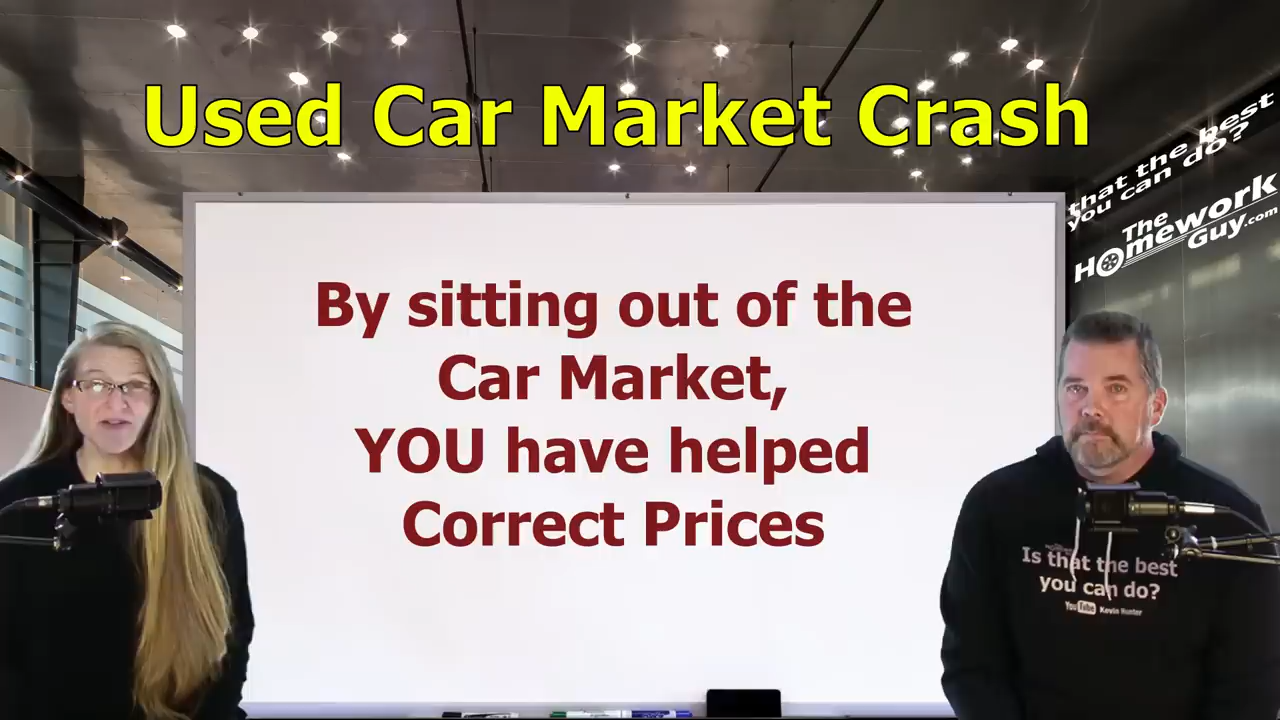 Used Car Market Crash
that the best
you can do?
The
Homework
Guy.com
By sitting out of the
Car Market,
YOU have helped
Correct Prices
Is that the best
you can do?
YouTube Kevin Hunter